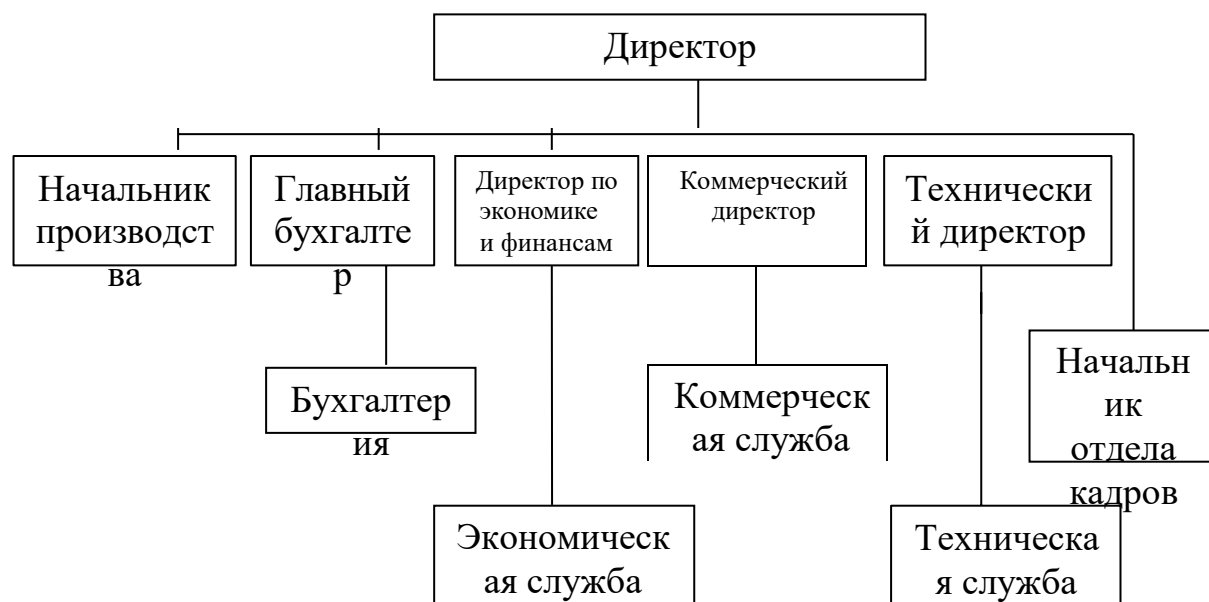 Директор
Начальник
производст
ва
Главный
бухгалте
р
Директор по
экономике
и финансам
Коммерческий
директор
Технически
й директор
Бухгалтер
ия
Коммерческ
ая служба
Начальн
ик
отдела
кадров
Экономическ
ая служба
Техническа
я служба